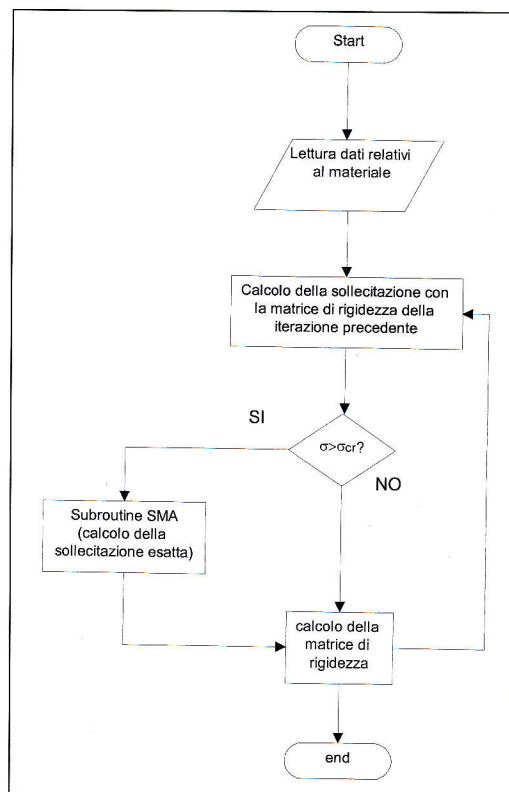 Start
Lettura dati relativi
al materiale
Calcolo della sollecitazione con
la matrice di rigidezza della
iterazione precedente
SI
σ>σcr?
NO
Subroutine SMA
(calcolo della
sollecitazione esatta)
calcolo della
matrice di
rigidezza
end